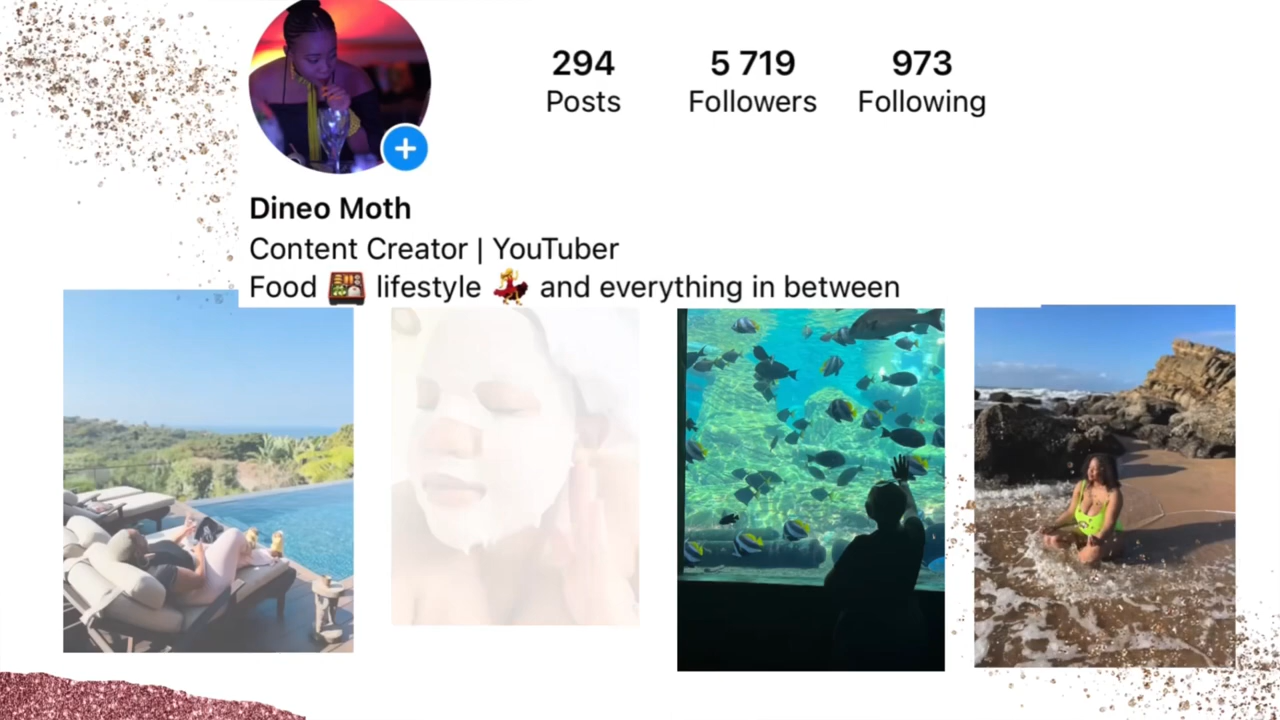 294 5 719 973
Posts Followers Following
Dineo Moth
Content Creator | YouTuber
Food 🍱 lifestyle 💃 and everything in between